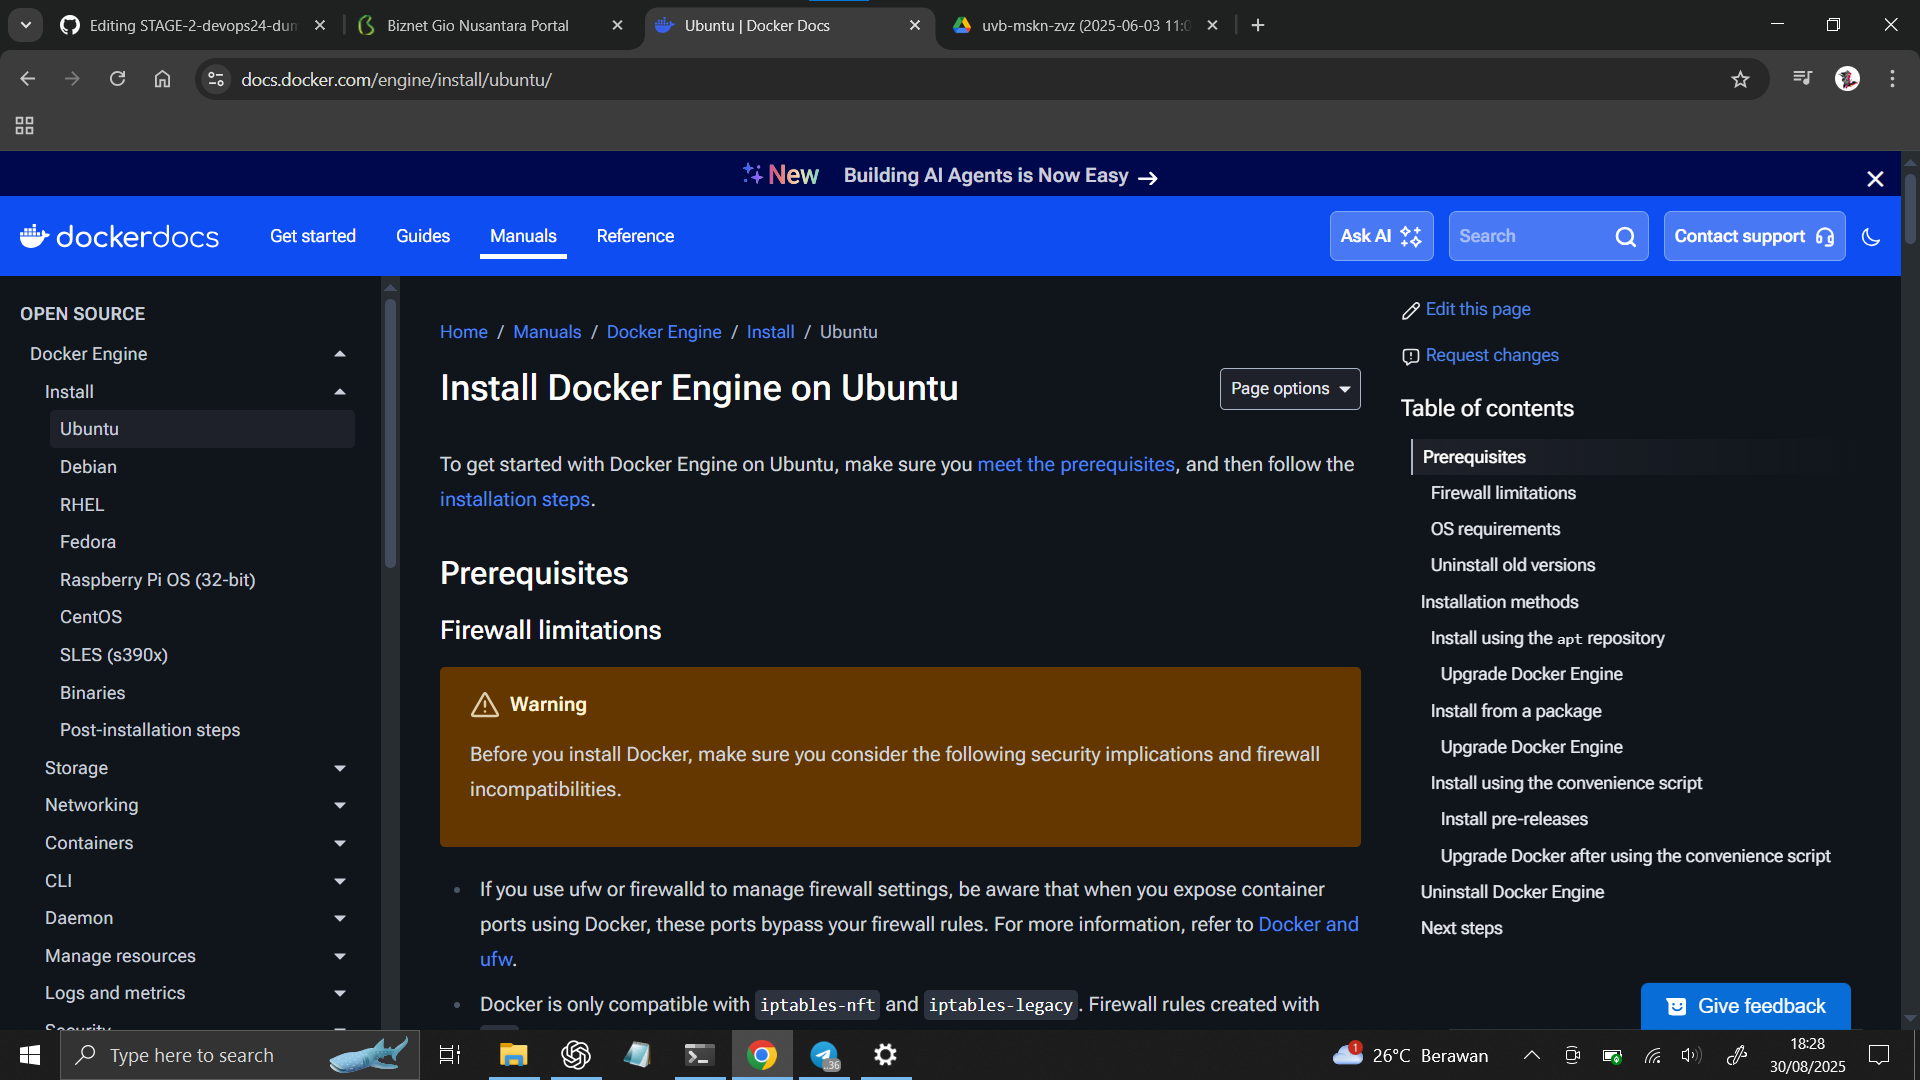 Editing STAGE-2-devops24-dum
Biznet Gio Nusantara Portal
Ubuntu | Docker Docs
uvb-mskn-zvz (2025-06-03 11:0
docs.docker.com/engine/install/ubuntu/
New Building AI Agents is Now Easy →
dockerdocs
Get started
Guides
Manuals
Reference
Ask AI
Search
Contact support
OPEN SOURCE
Docker Engine
Install
Ubuntu
Debian
RHEL
Fedora
Raspberry Pi OS (32-bit)
CentOS
SLES (s390x)
Binaries
Post-installation steps
Storage
Networking
Containers
CLI
Daemon
Manage resources
Logs and metrics
Security
Home / Manuals / Docker Engine / Install / Ubuntu
Install Docker Engine on Ubuntu
Page options
To get started with Docker Engine on Ubuntu, make sure you meet the prerequisites, and then follow the
installation steps.
Prerequisites
Firewall limitations
Warning
Before you install Docker, make sure you consider the following security implications and firewall
incompatibilities.
• If you use ufw or firewalld to manage firewall settings, be aware that when you expose container
ports using Docker, these ports bypass your firewall rules. For more information, refer to Docker and
ufw.
• Docker is only compatible with iptables-nft and iptables-legacy. Firewall rules created with
Edit this page
Request changes
Table of contents
Prerequisites
Firewall limitations
OS requirements
Uninstall old versions
Installation methods
Install using the apt repository
Upgrade Docker Engine
Install from a package
Upgrade Docker Engine
Install using the convenience script
Install pre-releases
Upgrade Docker after using the convenience script
Uninstall Docker Engine
Next steps
Give feedback
Type here to search
..36
1
26°C Berawan
18:28
30/08/2025